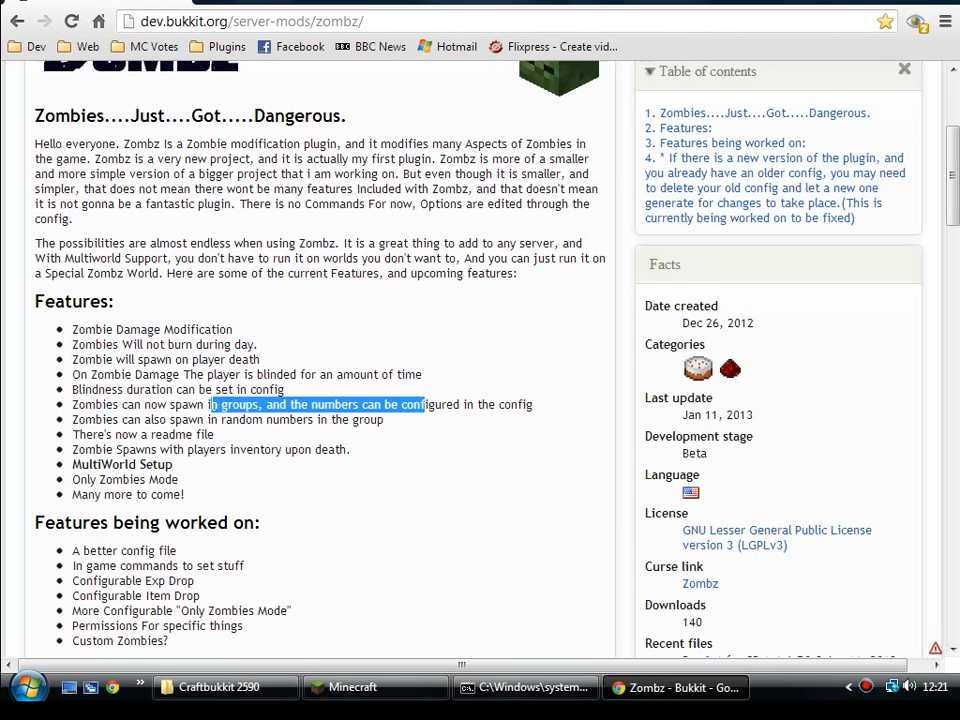 dev.bukkit.org/server-mods/zombz/
Dev
Web
MC Votes
Plugins
Facebook
BBC News
Hotmail
Flixpress - Create vid...
Zombies....Just....Got.....Dangerous.
Hello everyone. Zombz Is a Zombie modification plugin, and it modifies many Aspects of Zombies in
the game. Zombz is a very new project, and it is actually my first plugin. Zombz is more of a smaller
and more simple version of a bigger project that i am working on. But even though it is smaller, and
simpler, that does not mean there wont be many features Included with Zombz, and that doesn't mean
it is not gonna be a fantastic plugin. There is no Commands For now, Options are edited through the
config.
The possibilities are almost endless when using Zombz. It is a great thing to add to any server, and
With Multiworld Support, you don't have to run it on worlds you don't want to, And you can just run it on
a Special Zombz World. Here are some of the current Features, and upcoming features:
Features:
Zombie Damage Modification
Zombies Will not burn during day.
Zombie will spawn on player death
On Zombie Damage The player is blinded for an amount of time
Blindness duration can be set in config
Zombies can now spawn in groups, and the numbers can be configured in the config
Zombies can also spawn in random numbers in the group
There's now a readme file
Zombie Spawns with players inventory upon death.
MultiWorld Setup
Only Zombies Mode
Many more to come!
Features being worked on:
A better config file
In game commands to set stuff
Configurable Exp Drop
Configurable Item Drop
More Configurable "Only Zombies Mode"
Permissions For specific things
Custom Zombies?
Table of contents
1. Zombies....Just....Got.....Dangerous.
2. Features:
3. Features being worked on:
4. * If there is a new version of the plugin, and
you already have an older config, you may need
to delete your old config and let a new one
generate for changes to take place.(This is
currently being worked on to be fixed)
Facts
Date created
Dec 26, 2012
Categories
Last update
Jan 11, 2013
Development stage
Beta
Language
License
GNU Lesser General Public License
version 3 (LGPLv3)
Curse link
Zombz
Downloads
140
Recent files
Craftbukkit 2590
Minecraft
C:\Windows\system...
Zombz - Bukkit - Go...
12:21